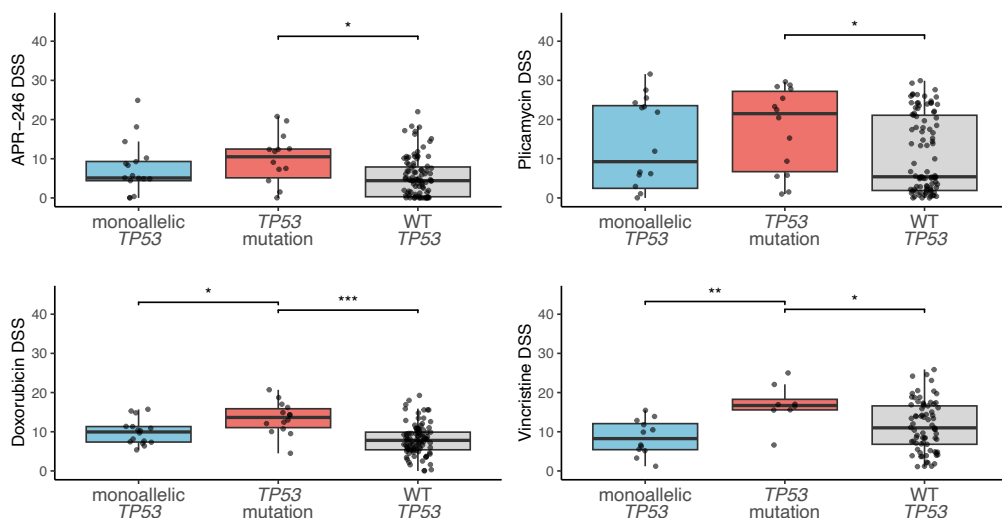 APR−246 DSS
40
30
20
10
0
*
monoallelic
TP53
TP53
mutation
WT
TP53
Plicamycin DSS
40
30
20
10
0
*
monoallelic
TP53
TP53
mutation
WT
TP53
Doxorubicin DSS
40
30
20
10
0
*
***
monoallelic
TP53
TP53
mutation
WT
TP53
Vincristine DSS
40
30
20
10
0
**
*
monoallelic
TP53
TP53
mutation
WT
TP53